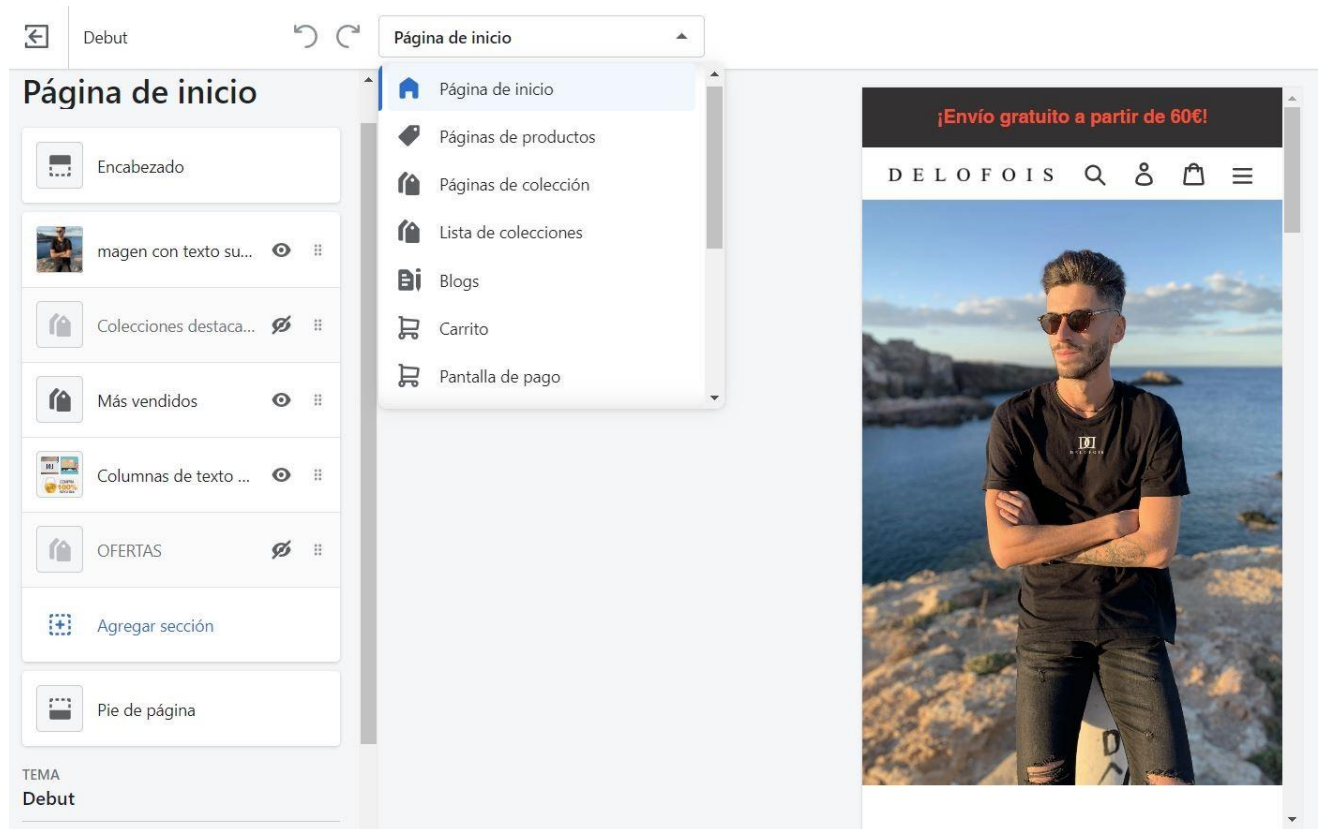 Debut
Página de inicio
Página de inicio
Encabezado
magen con texto su...
Colecciones destaca...
Más vendidos
Columnas de texto ...
OFERTAS
Agregar sección
Pie de página
TEMA
Debut
Página de inicio
Páginas de productos
Páginas de colección
Lista de colecciones
Blogs
Carrito
Pantalla de pago
¡Envío gratuito a partir de 60€!
DELOFOIS
DELOFOIS